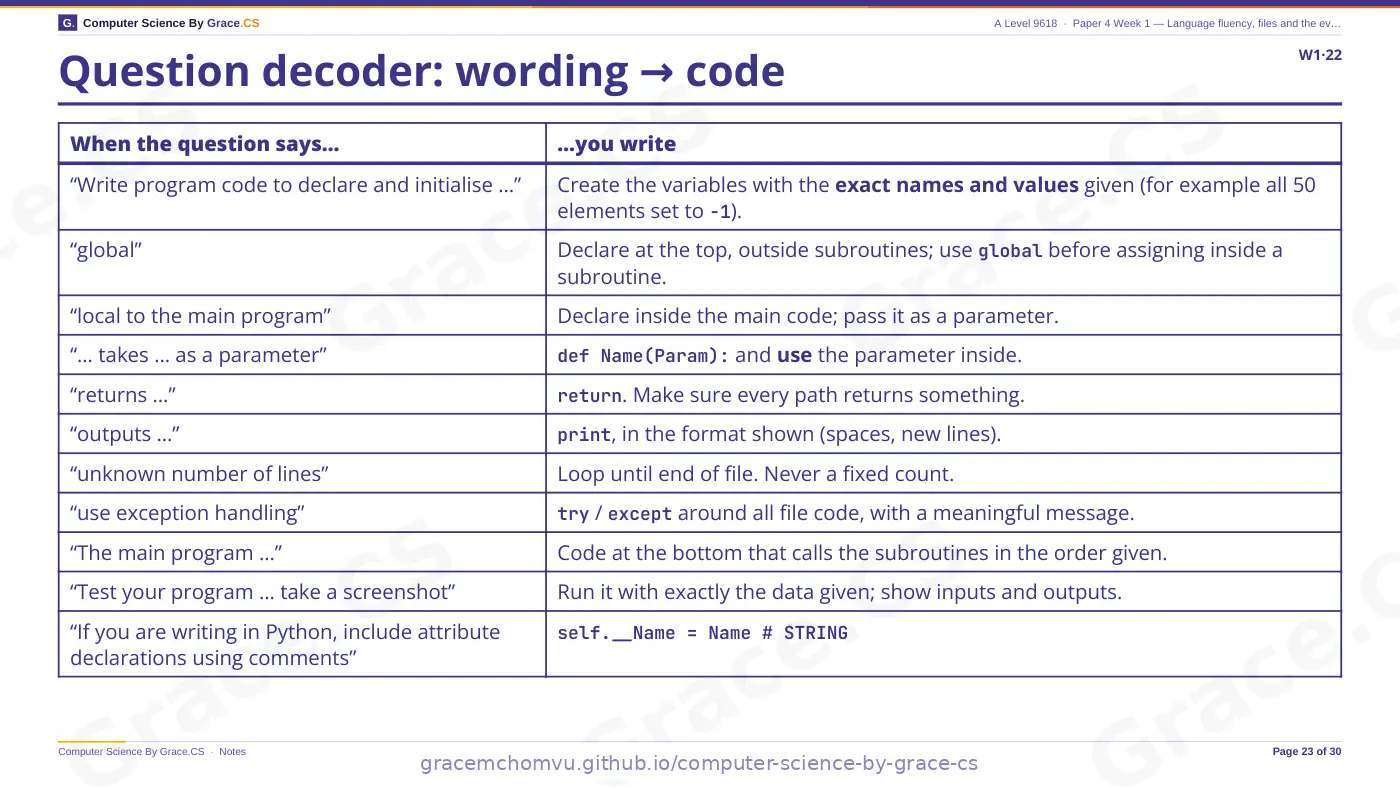 G. Computer Science By Grace.CS
A Level 9618 · Paper 4 Week 1 — Language fluency, files and the ev…
W1·22
Question decoder: wording → code
When the question says…
…you write
“Write program code to declare and initialise …”
Create the variables with the exact names and values given (for example all 50
elements set to -1).
“global”
Declare at the top, outside subroutines; use global before assigning inside a
subroutine.
“local to the main program”
Declare inside the main code; pass it as a parameter.
“… takes … as a parameter”
def Name(Param): and use the parameter inside.
“returns …”
return. Make sure every path returns something.
“outputs …”
print, in the format shown (spaces, new lines).
“unknown number of lines”
Loop until end of file. Never a fixed count.
“use exception handling”
try / except around all file code, with a meaningful message.
“The main program …”
Code at the bottom that calls the subroutines in the order given.
“Test your program … take a screenshot”
Run it with exactly the data given; show inputs and outputs.
“If you are writing in Python, include attribute
declarations using comments”
self.__Name = Name # STRING
Computer Science By Grace.CS · Notes
Page 23 of 30
gracemchomvu.github.io/computer-science-by-grace-cs